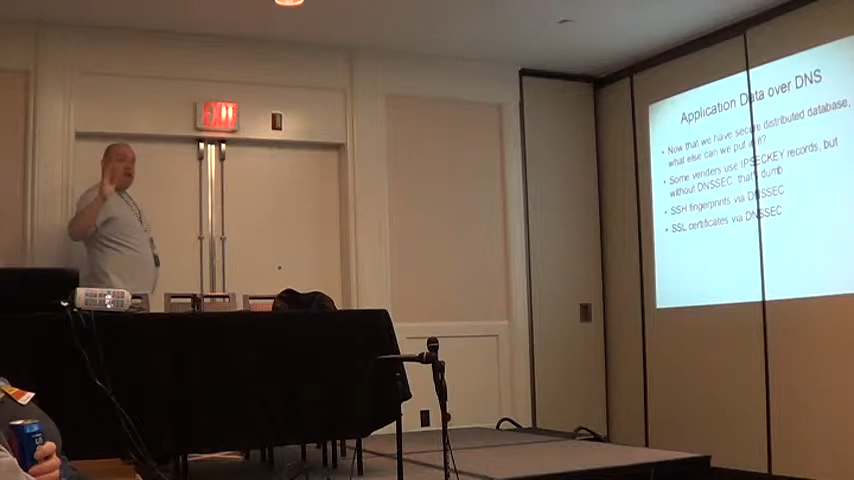 EXIT
Application Data over DNS
Now that we have secure distributed database,
what else can we put in it?
Some venders use IPSECKEY records, but
without DNSSEC, that's dumb
SSH fingerprints via DNSSEC
SSL certificates via DNSSEC